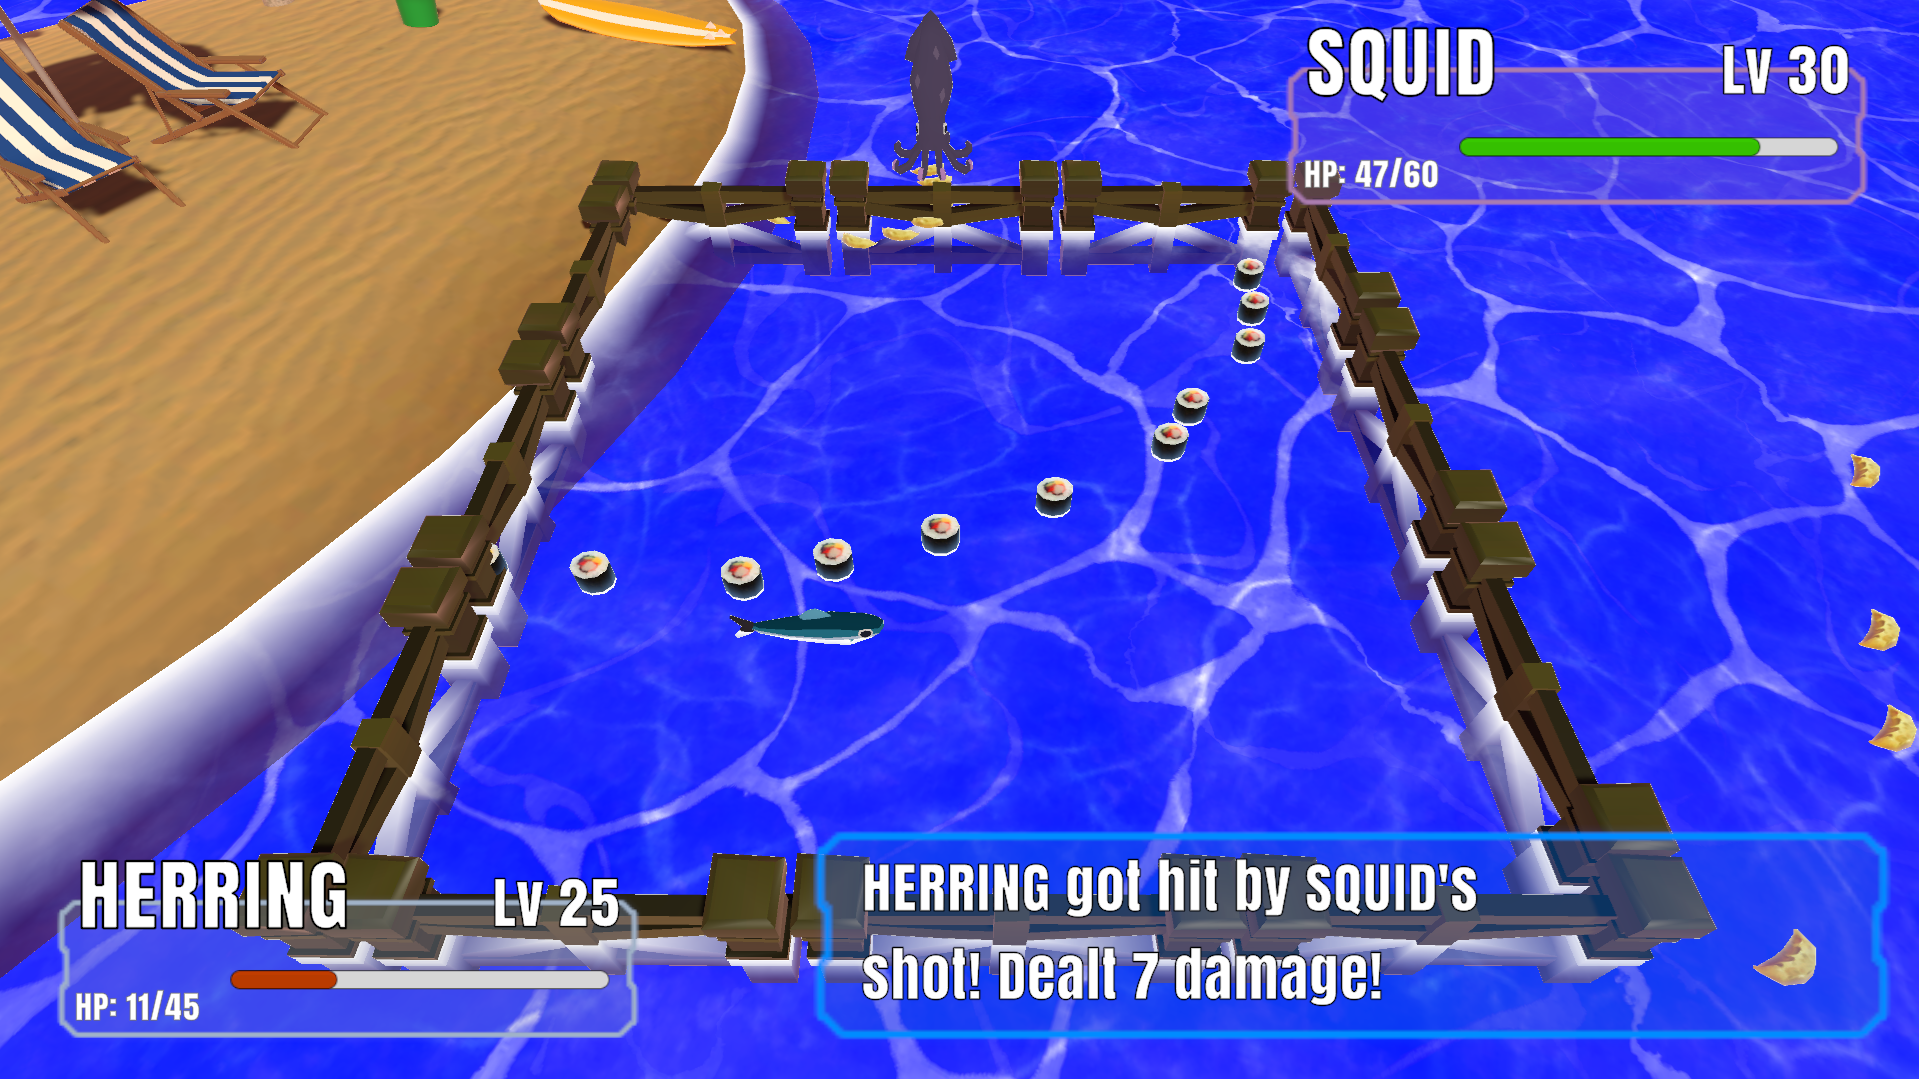 SQUID
LV 30
HP: 47/60
HERRING
LV 25
HP: 11/45
HERRING got hit by SQUID's
shot! Dealt 7 damage!